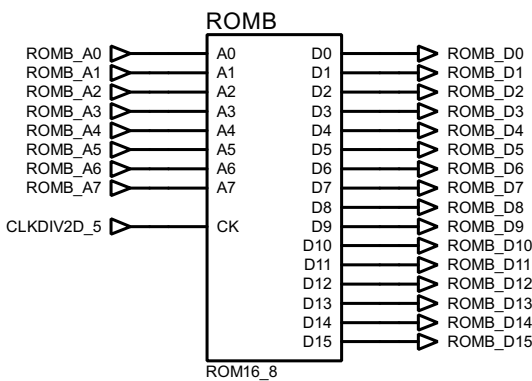 ROMB
ROMB_A0 A0 D0 ROMB_D0
ROMB_A1 A1 D1 ROMB_D1
ROMB_A2 A2 D2 ROMB_D2
ROMB_A3 A3 D3 ROMB_D3
ROMB_A4 A4 D4 ROMB_D4
ROMB_A5 A5 D5 ROMB_D5
ROMB_A6 A6 D6 ROMB_D6
ROMB_A7 A7 D7 ROMB_D7
D8 ROMB_D8
CLKDIV2D_5 CK D9 ROMB_D9
D10 ROMB_D10
D11 ROMB_D11
D12 ROMB_D12
D13 ROMB_D13
D14 ROMB_D14
D15 ROMB_D15
ROM16_8